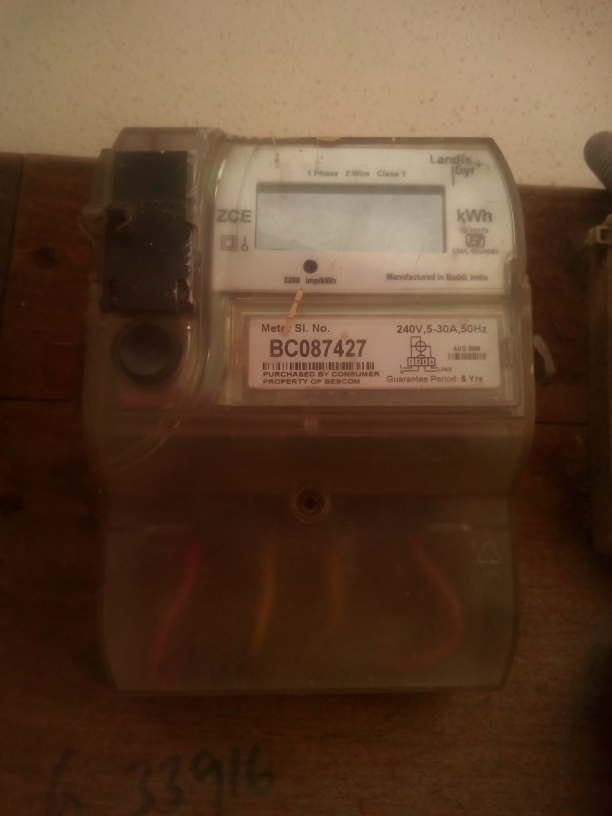 Landis
Gyr
1 Phase 2 Wire Class 1
ZCE
kWh
3200 imp/kWh
Manufactured in Baddi, India
Meter Sl. No.
240V,5-30A,50Hz
BC087427
PURCHASED BY CONSUMER
PROPERTY OF BESCOM
Guarantee Period: 5 Yrs
33916